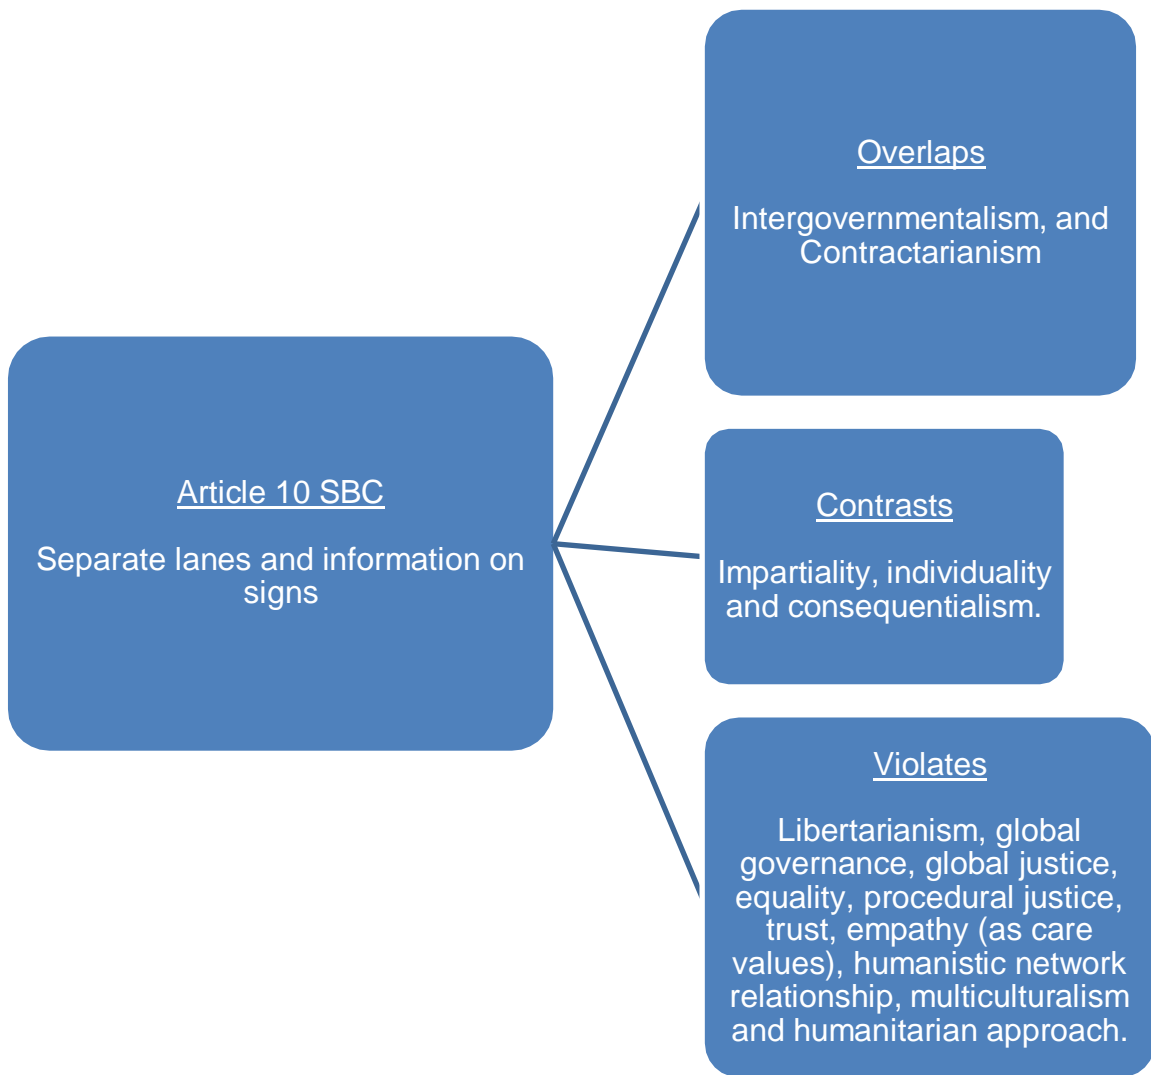 Article 10 SBC
Separate lanes and information on
signs
Overlaps
Intergovernmentalism, and
Contractarianism
Contrasts
Impartiality, individuality
and consequentialism.
Violates
Libertarianism, global
governance, global justice,
equality, procedural justice,
trust, empathy (as care
values), humanistic network
relationship, multiculturalism
and humanitarian approach.